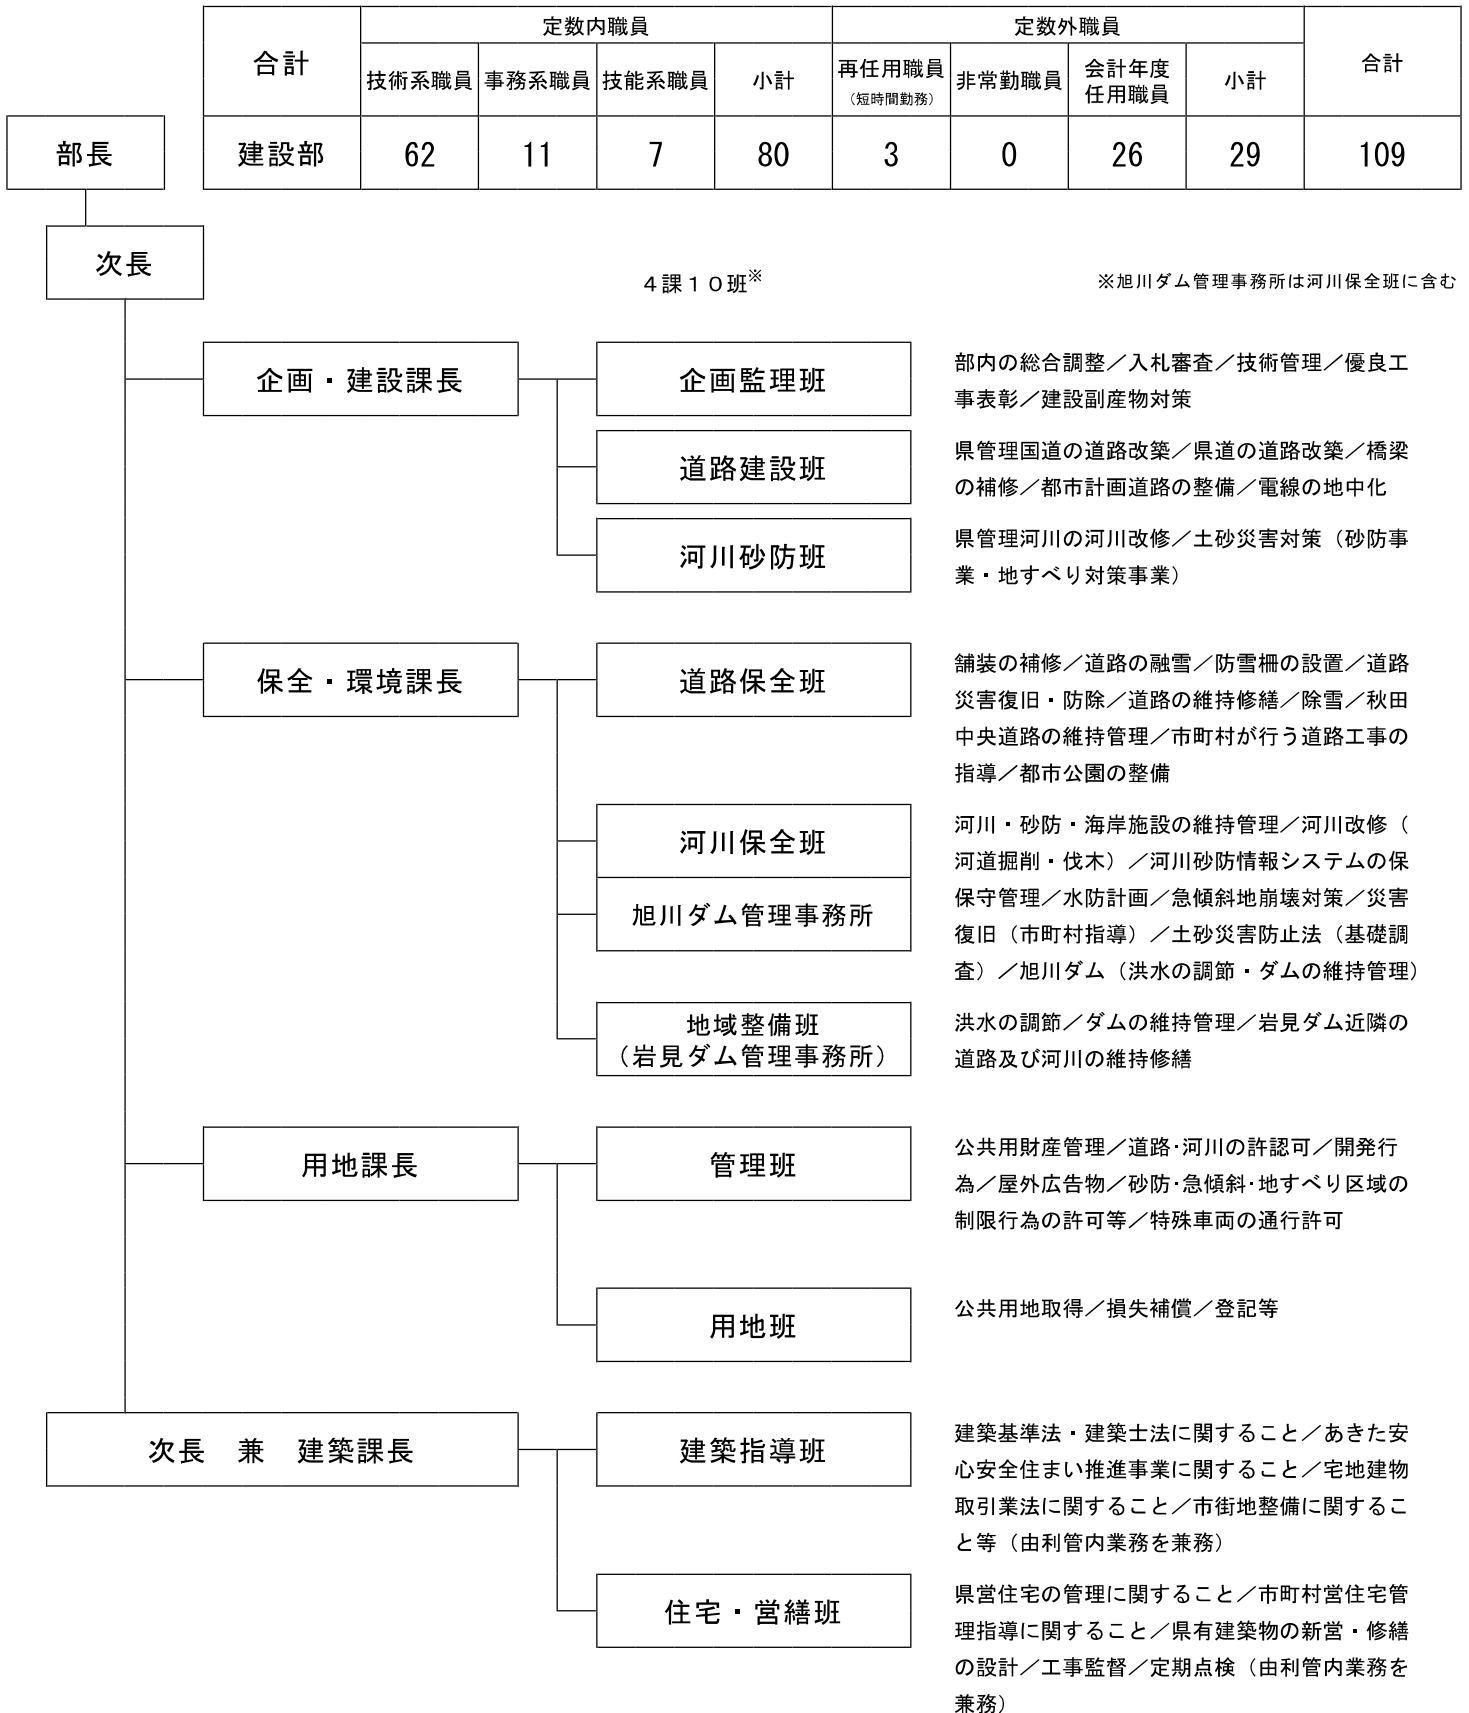 合計 定数内職員 定数外職員 合計
技術系職員 事務系職員 技能系職員 小計 再任用職員（短時間勤務） 非常勤職員 会計年度任用職員 小計
部長 建設部 62 11 7 80 3 0 26 29 109
次長
４課１０班※ ※旭川ダム管理事務所は河川保全班に含む
企画・建設課長
企画監理班
部内の総合調整／入札審査／技術管理／優良工
事表彰／建設副産物対策
道路建設班
県管理国道の道路改築／県道の道路改築／橋梁
の補修／都市計画道路の整備／電線の地中化
河川砂防班
県管理河川の河川改修／土砂災害対策（砂防事
業・地すべり対策事業）
保全・環境課長
道路保全班
舗装の補修／道路の融雪／防雪柵の設置／道路
災害復旧・防除／道路の維持修繕／除雪／秋田
中央道路の維持管理／市町村が行う道路工事の
指導／都市公園の整備
河川保全班
旭川ダム管理事務所
河川・砂防・海岸施設の維持管理／河川改修（
河道掘削・伐木）／河川砂防情報システムの保
保守管理／水防計画／急傾斜地崩壊対策／災害
復旧（市町村指導）／土砂災害防止法（基礎調
査）／旭川ダム（洪水の調節・ダムの維持管理）
地域整備班
（岩見ダム管理事務所）
洪水の調節／ダムの維持管理／岩見ダム近隣の
道路及び河川の維持修繕
用地課長
管理班
公共用財産管理／道路･河川の許認可／開発行
為／屋外広告物／砂防･急傾斜･地すべり区域の
制限行為の許可等／特殊車両の通行許可
用地班
公共用地取得／損失補償／登記等
次長　兼　建築課長
建築指導班
建築基準法・建築士法に関すること／あきた安
心安全住まい推進事業に関すること／宅地建物
取引業法に関すること／市街地整備に関するこ
と等（由利管内業務を兼務）
住宅・営繕班
県営住宅の管理に関すること／市町村営住宅管
理指導に関すること／県有建築物の新営・修繕
の設計／工事監督／定期点検（由利管内業務を
兼務）